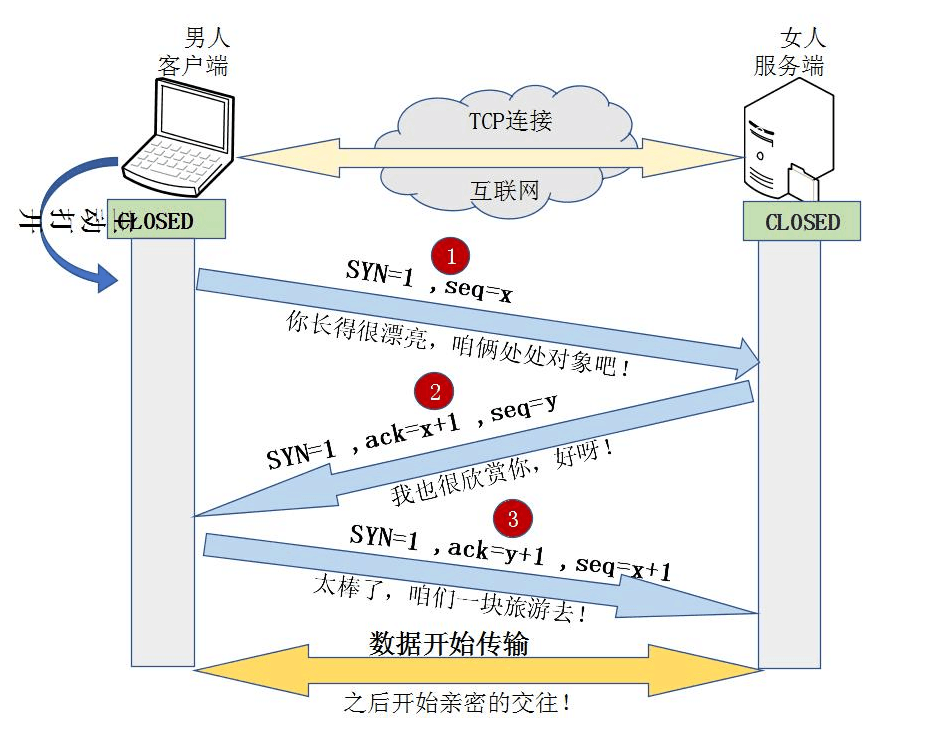 男人
客户端
女人
服务端
TCP连接
互联网
主动打开
CLOSED
CLOSED
1
SYN=1 ,seq=x
你长得很漂亮，咱俩处处对象吧！
2
SYN=1 ,ack=x+1 ,seq=y
我也很欣赏你，好呀！
3
SYN=1 ,ack=y+1 ,seq=x+1
太棒了，咱们一块旅游去！
数据开始传输
之后开始亲密的交往！